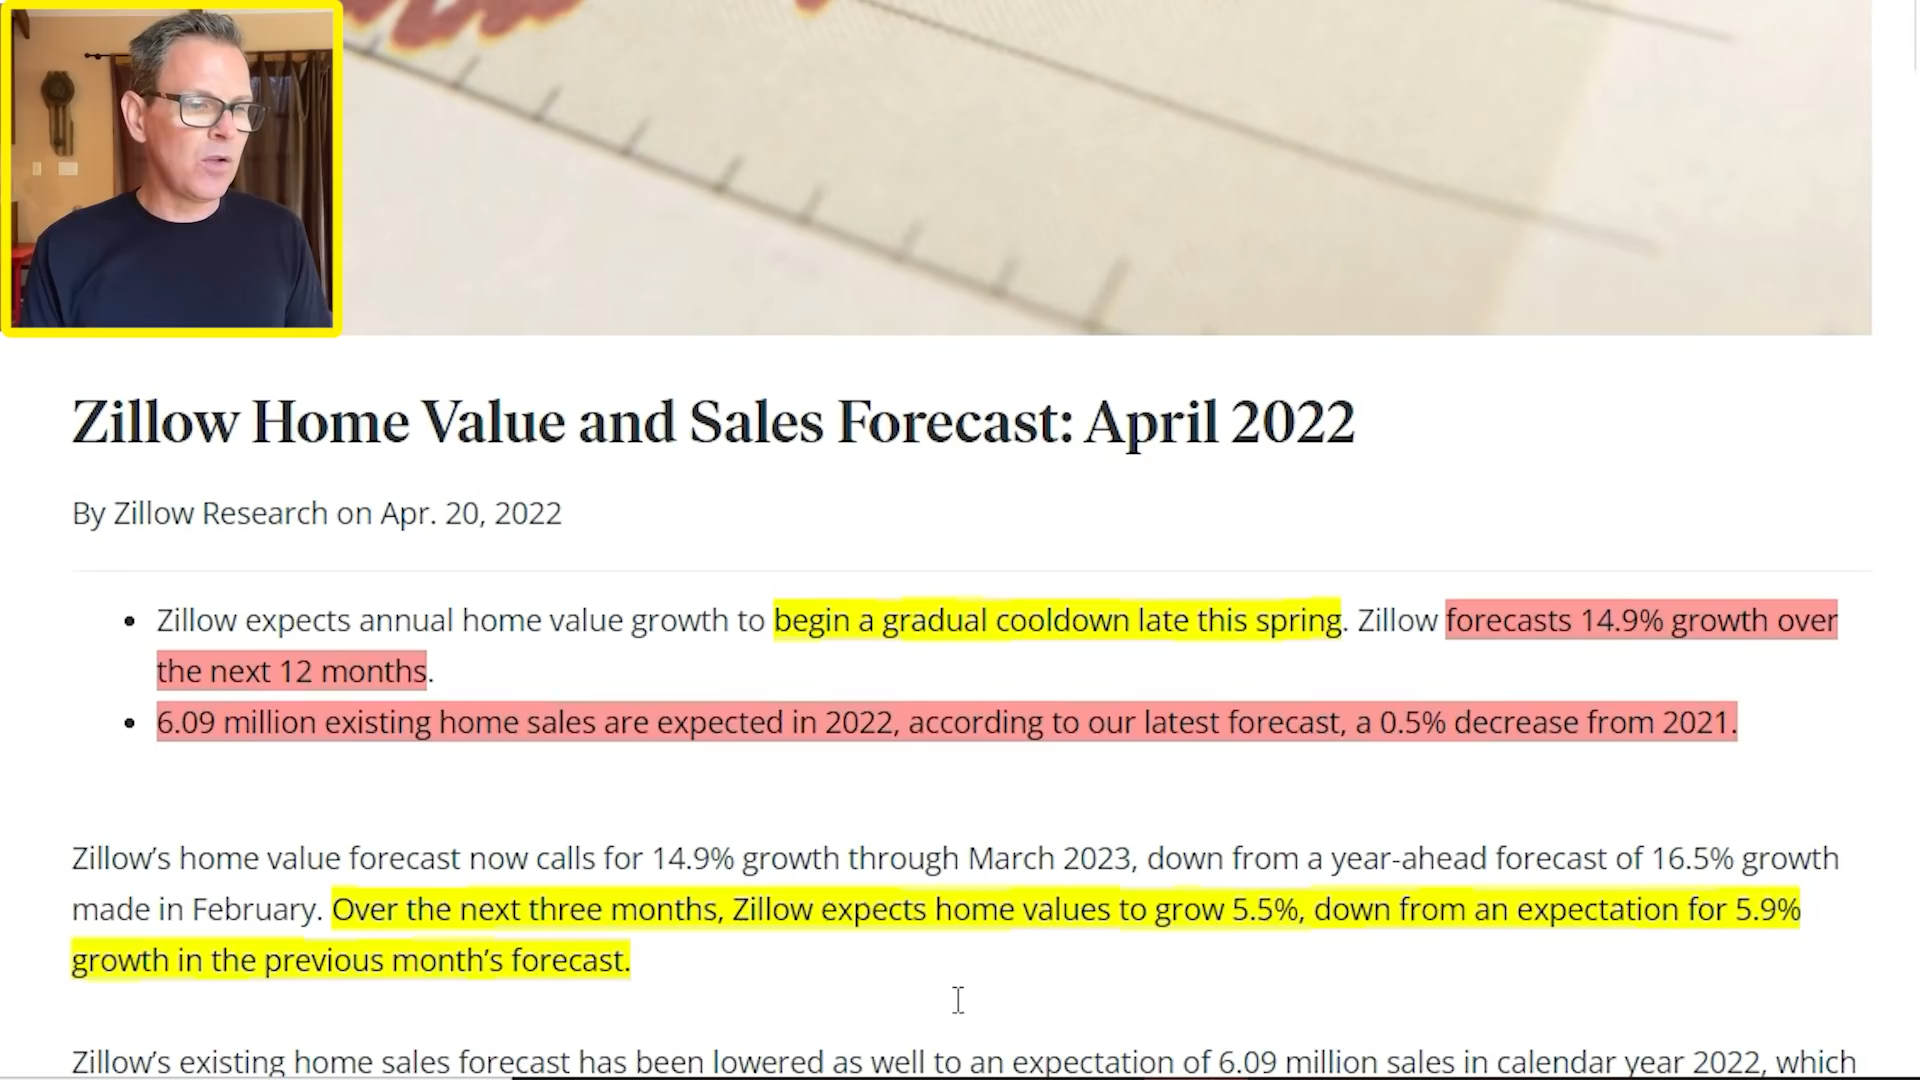 Zillow Home Value and Sales Forecast: April 2022
By Zillow Research on Apr. 20, 2022
• Zillow expects annual home value growth to begin a gradual cooldown late this spring. Zillow forecasts 14.9% growth over
the next 12 months.
• 6.09 million existing home sales are expected in 2022, according to our latest forecast, a 0.5% decrease from 2021.
Zillow’s home value forecast now calls for 14.9% growth through March 2023, down from a year-ahead forecast of 16.5% growth
made in February. Over the next three months, Zillow expects home values to grow 5.5%, down from an expectation for 5.9%
growth in the previous month’s forecast.
Zillow’s existing home sales forecast has been lowered as well to an expectation of 6.09 million sales in calendar year 2022, which